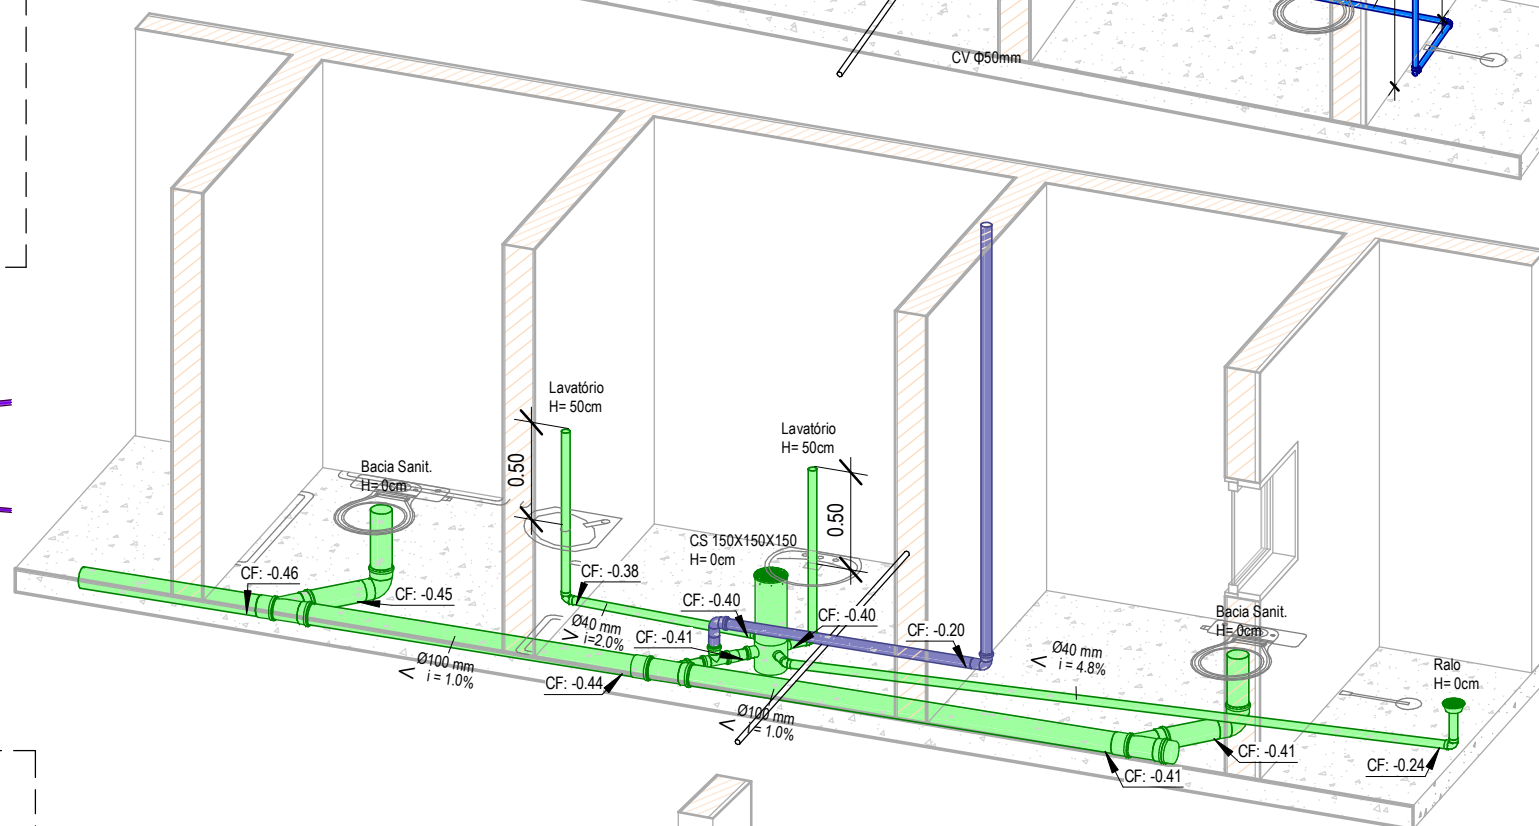 CV Φ50mm
Lavatório
H= 50cm
Lavatório
H= 50cm
Bacia Sanit.
H= 0cm
0.50
0.50
CS 150X150X150
H= 0cm
CF: -0.46
CF: -0.45
CF: -0.38
CF: -0.40
CF: -0.40
CF: -0.41
CF: -0.20
Ø40 mm
i=2.0%
Ø40 mm
i = 4.8%
Bacia Sanit.
H= 0cm
Ralo
H= 0cm
Ø100 mm
i = 1.0%
CF: -0.44
Ø100 mm
= 1.0%
CF: -0.41
CF: -0.41
CF: -0.24